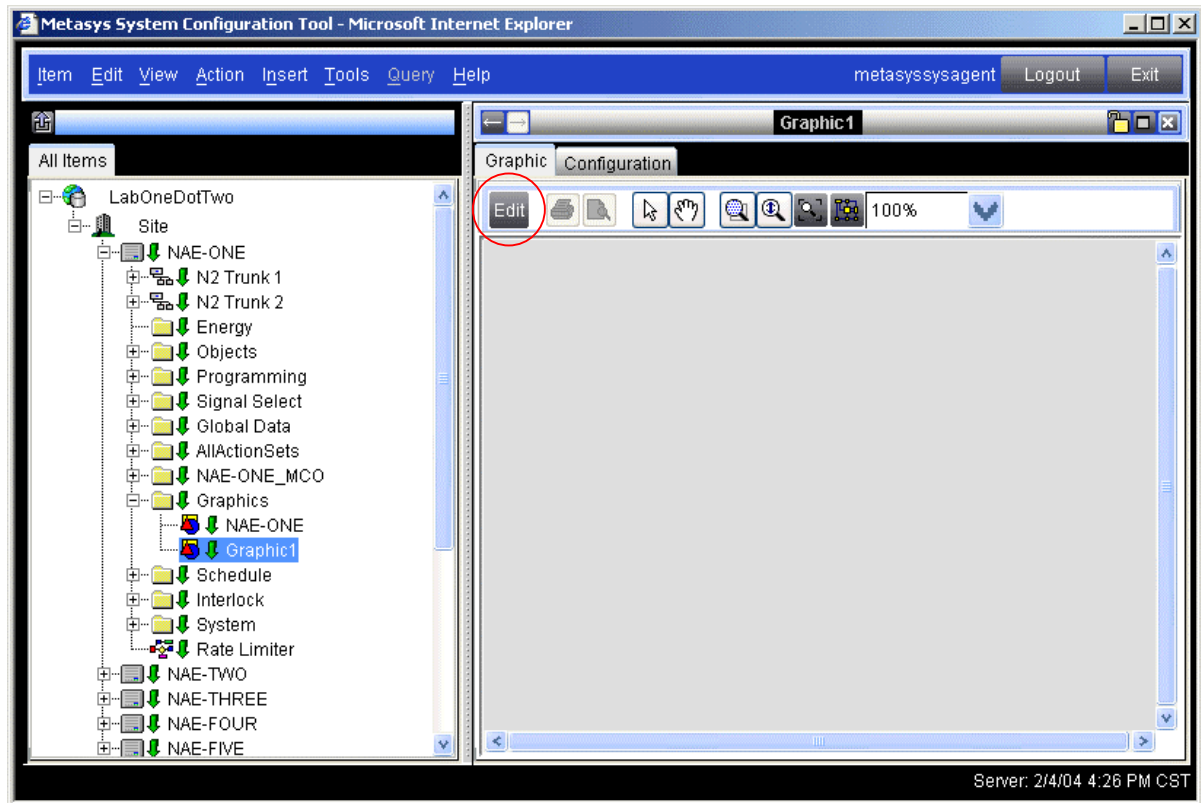 Metasys System Configuration Tool - Microsoft Internet Explorer
Item Edit View Action Insert Tools Query Help metasyssysagent Logout Exit
Graphic1
All Items
Graphic Configuration
Edit 100%
LabOneDotTwo
Site
NAE-ONE
N2 Trunk 1
N2 Trunk 2
Energy
Objects
Programming
Signal Select
Global Data
AllActionSets
NAE-ONE_MCO
Graphics
NAE-ONE
Graphic1
Schedule
Interlock
System
Rate Limiter
NAE-TWO
NAE-THREE
NAE-FOUR
NAE-FIVE
Server: 2/4/04 4:26 PM CST